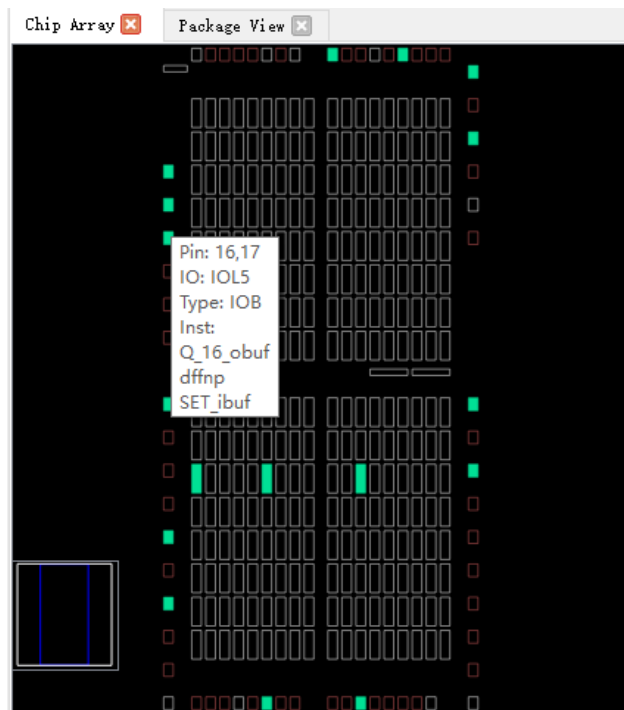 Chip Array Package View
Pin: 16,17
IO: IOL5
Type: IOB
Inst:
Q_16_obuf
dffnp
SET_ibuf